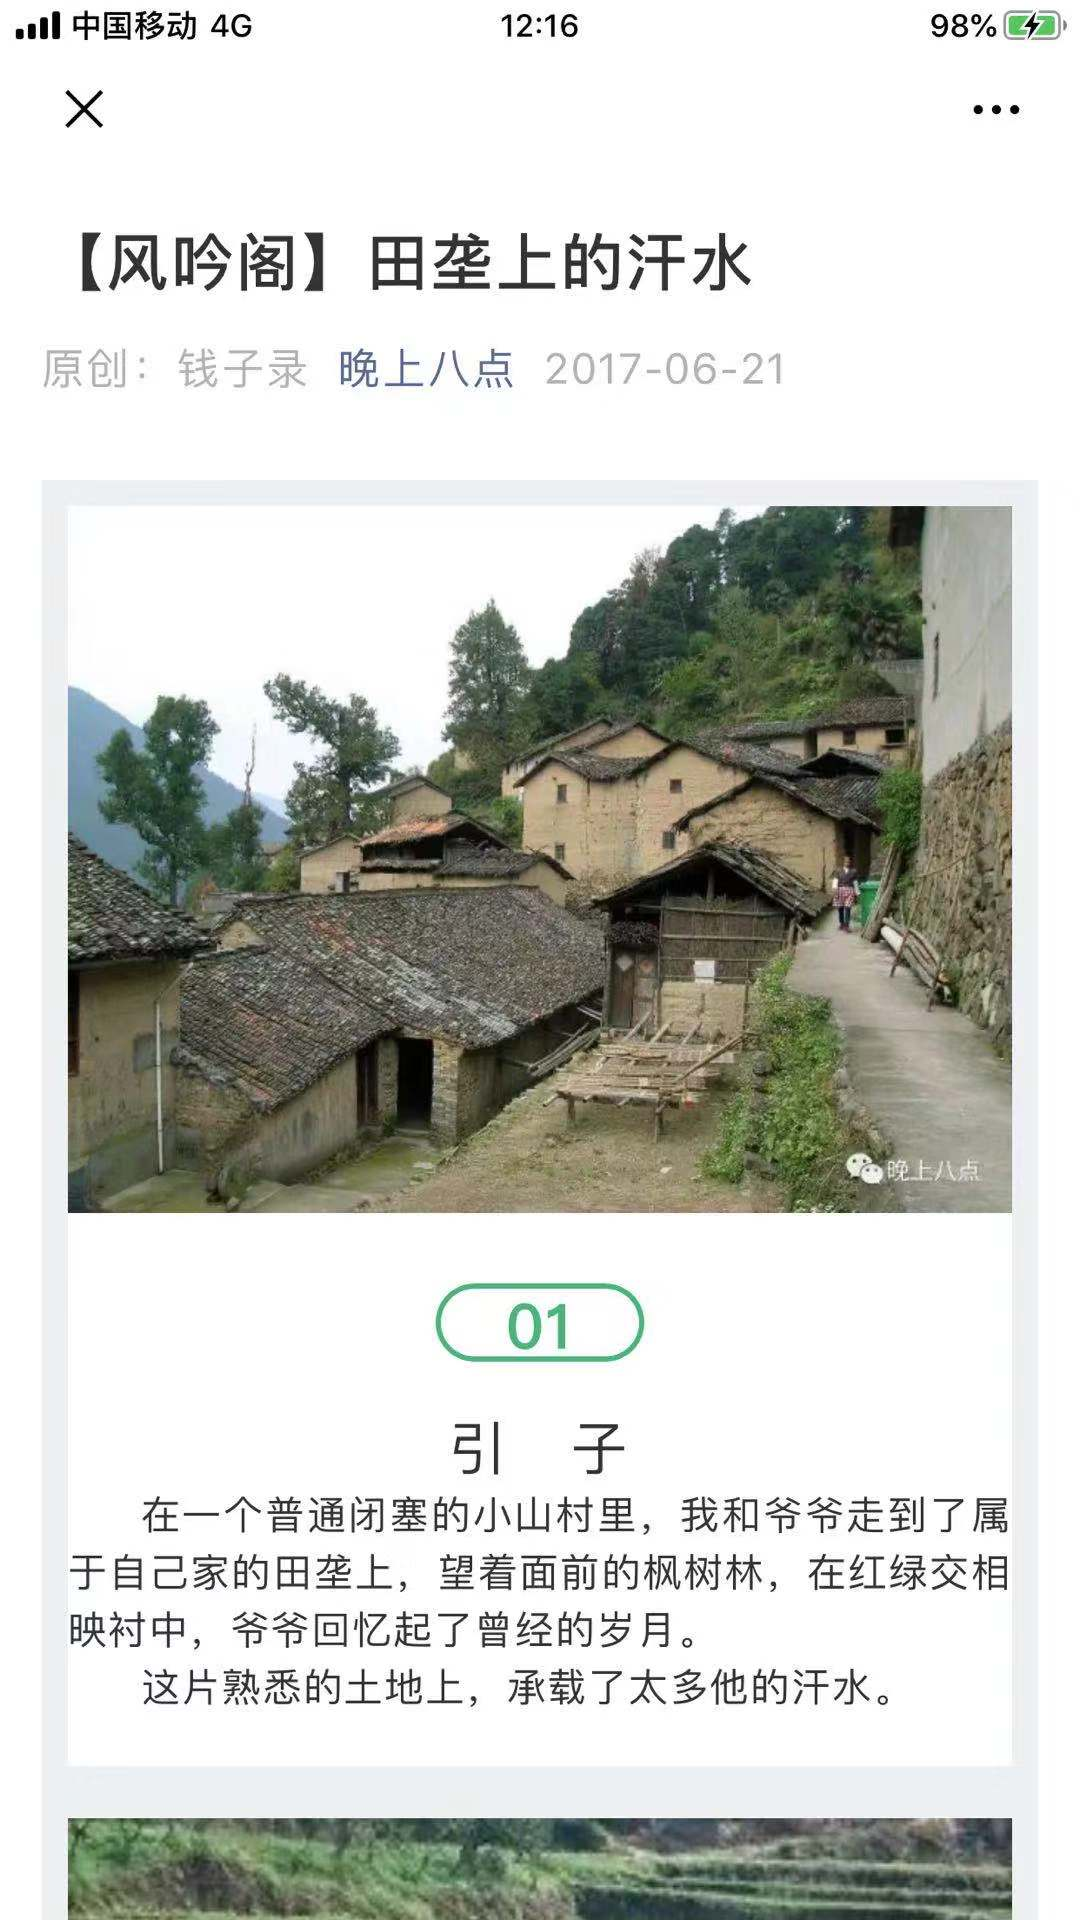 中国移动 4G 12:16 98%
【风吟阁】田垄上的汗水
原创：钱子录 晚上八点 2017-06-21
晚上八点
01
引 子
在一个普通闭塞的小山村里，我和爷爷走到了属
于自己家的田垄上，望着面前的枫树林，在红绿交相
映衬中，爷爷回忆起了曾经的岁月。
这片熟悉的土地上，承载了太多他的汗水。